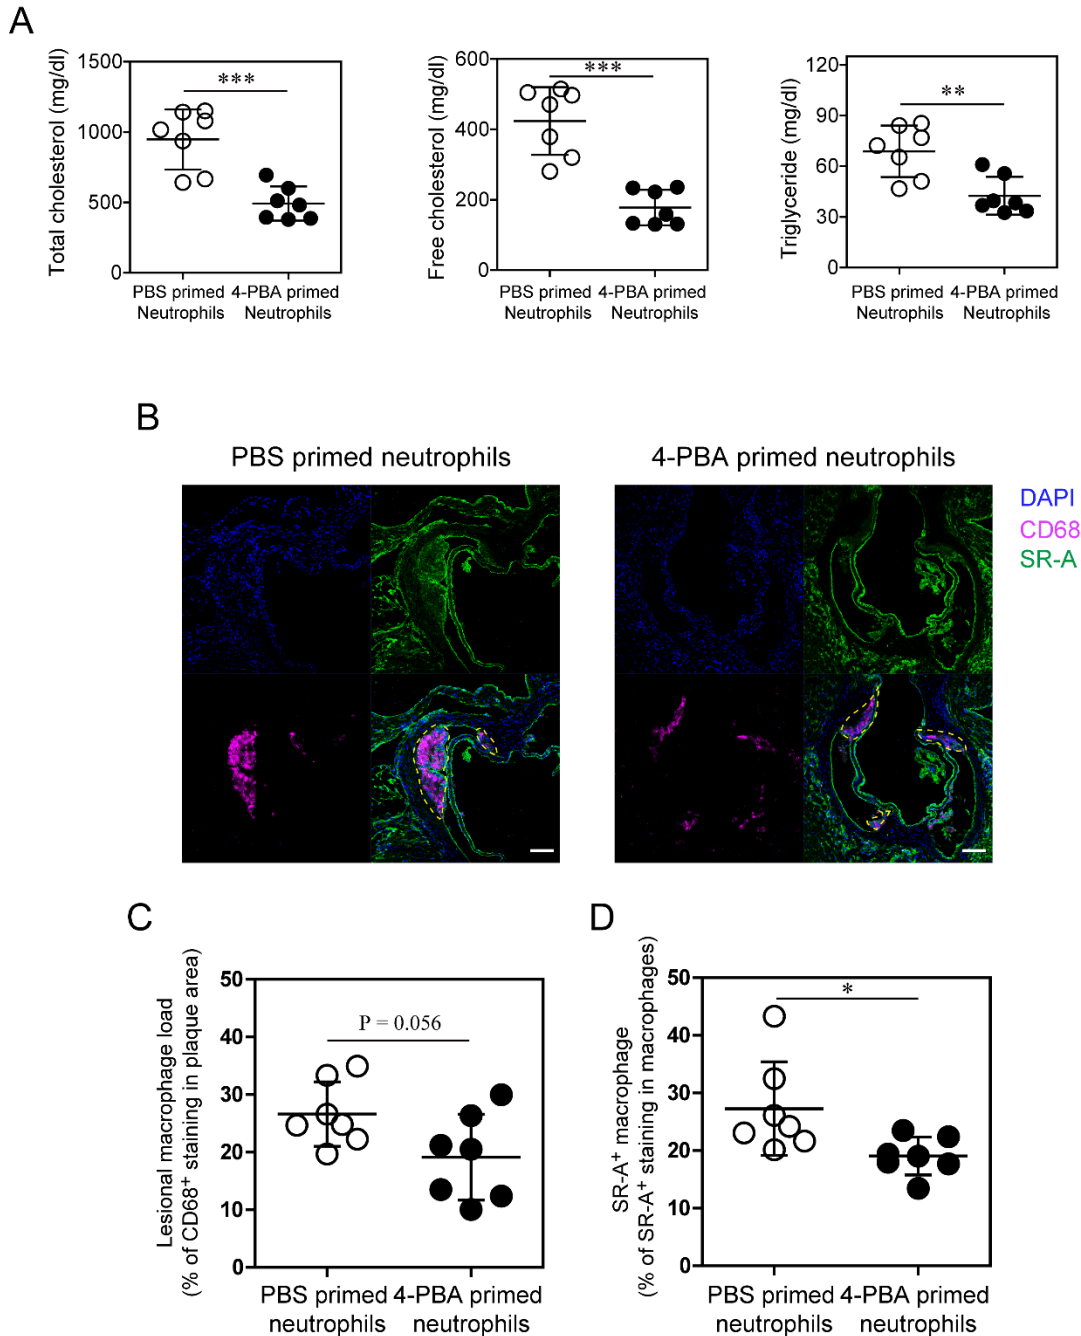 A
Total cholesterol (mg/dl)
1500
1000
500
0
***
PBS primed
Neutrophils
4-PBA primed
Neutrophils
Free cholesterol (mg/dl)
600
400
200
0
***
PBS primed
Neutrophils
4-PBA primed
Neutrophils
Triglyceride (mg/dl)
120
90
60
30
0
**
PBS primed
Neutrophils
4-PBA primed
Neutrophils
B
PBS primed neutrophils
4-PBA primed neutrophils
DAPI
CD68
SR-A
C
Lesional macrophage load
(% of CD68⁺ staining in plaque area)
50
40
30
20
10
0
P = 0.056
PBS primed
neutrophils
4-PBA primed
neutrophils
D
SR-A⁺ macrophage
(% of SR-A⁺ staining in macrophages)
50
40
30
20
10
0
*
PBS primed
neutrophils
4-PBA primed
neutrophils